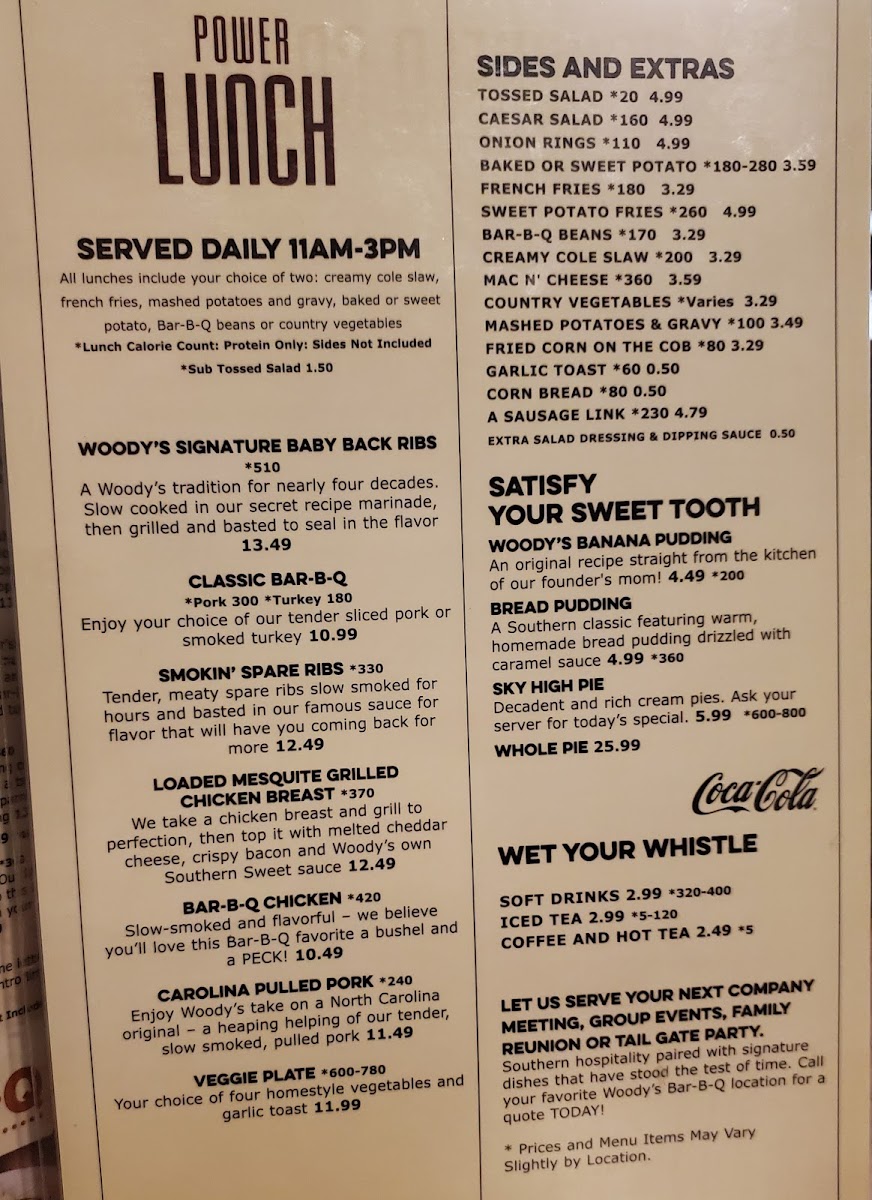 POWER
LUNCH
SERVED DAILY 11AM-3PM
All lunches include your choice of two: creamy cole slaw,
french fries, mashed potatoes and gravy, baked or sweet
potato, Bar-B-Q beans or country vegetables
*Lunch Calorie Count: Protein Only: Sides Not Included
*Sub Tossed Salad 1.50
WOODY'S SIGNATURE BABY BACK RIBS
*510
A Woody's tradition for nearly four decades.
Slow cooked in our secret recipe marinade,
then grilled and basted to seal in the flavor
13.49
CLASSIC BAR-B-Q
*Pork 300 *Turkey 180
Enjoy your choice of our tender sliced pork or
smoked turkey 10.99
SMOKIN' SPARE RIBS *330
Tender, meaty spare ribs slow smoked for
hours and basted in our famous sauce for
flavor that will have you coming back for
more 12.49
LOADED MESQUITE GRILLED
CHICKEN BREAST *370
We take a chicken breast and grill to
perfection, then top it with melted cheddar
cheese, crispy bacon and Woody's own
Southern Sweet sauce 12.49
BAR-B-Q CHICKEN *420
Slow-smoked and flavorful – we believe
you'll love this Bar-B-Q favorite a bushel and
a PECK! 10.49
CAROLINA PULLED PORK *240
Enjoy Woody's take on a North Carolina
original – a heaping helping of our tender,
slow smoked, pulled pork 11.49
VEGGIE PLATE *600-780
Your choice of four homestyle vegetables and
garlic toast 11.99
SIDES AND EXTRAS
TOSSED SALAD *20 4.99
CAESAR SALAD *160 4.99
ONION RINGS *110 4.99
BAKED OR SWEET POTATO *180-280 3.59
FRENCH FRIES *180 3.29
SWEET POTATO FRIES *260 4.99
BAR-B-Q BEANS *170 3.29
CREAMY COLE SLAW *200 3.29
MAC N' CHEESE *360 3.59
COUNTRY VEGETABLES *Varies 3.29
MASHED POTATOES & GRAVY *100 3.49
FRIED CORN ON THE COB *80 3.29
GARLIC TOAST *60 0.50
CORN BREAD *80 0.50
A SAUSAGE LINK *230 4.79
EXTRA SALAD DRESSING & DIPPING SAUCE 0.50
SATISFY
YOUR SWEET TOOTH
WOODY'S BANANA PUDDING
An original recipe straight from the kitchen
of our founder's mom! 4.49 *200
BREAD PUDDING
A Southern classic featuring warm,
homemade bread pudding drizzled with
caramel sauce 4.99 *360
SKY HIGH PIE
Decadent and rich cream pies. Ask your
server for today's special. 5.99 *600-800
WHOLE PIE 25.99
Coca-Cola
WET YOUR WHISTLE
SOFT DRINKS 2.99 *320-400
ICED TEA 2.99 *5-120
COFFEE AND HOT TEA 2.49 *5
LET US SERVE YOUR NEXT COMPANY
MEETING, GROUP EVENTS, FAMILY
REUNION OR TAIL GATE PARTY.
Southern hospitality paired with signature
dishes that have stood the test of time. Call
your favorite Woody's Bar-B-Q location for a
quote TODAY!
* Prices and Menu Items May Vary
Slightly by Location.